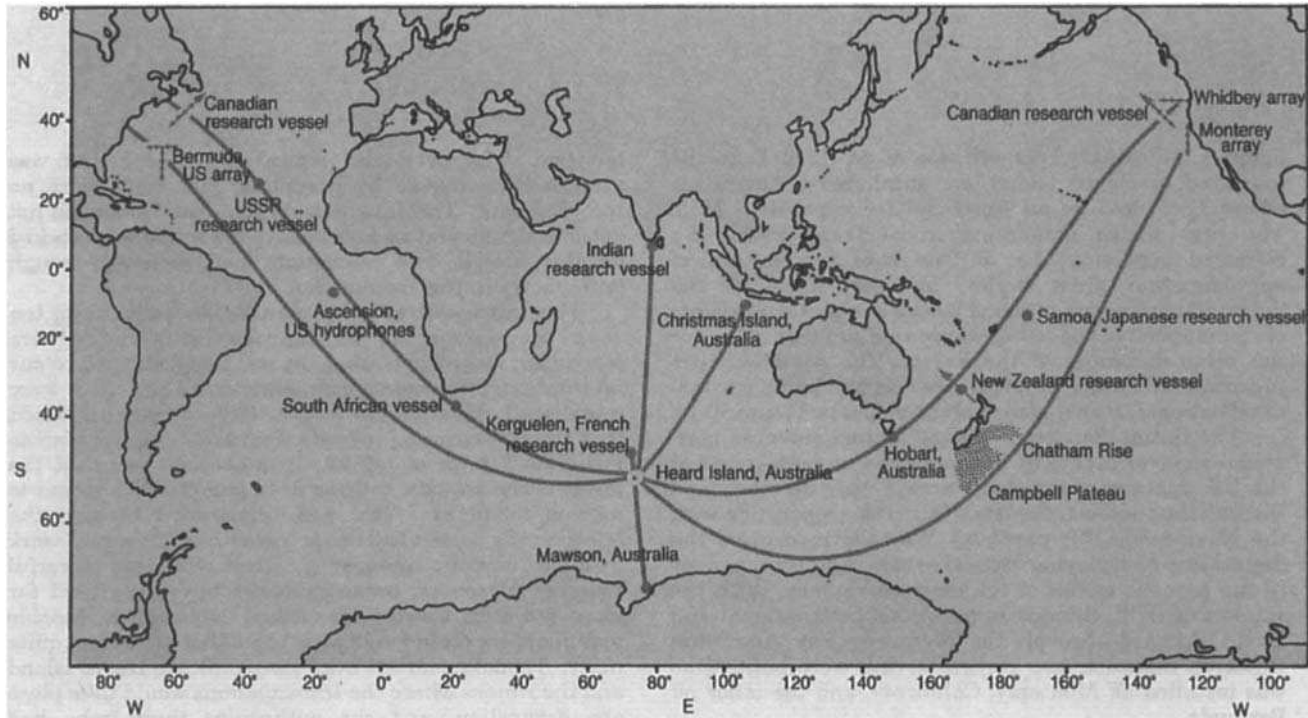 60°
N
40°
20°
0°
20°
40°
S
60°
Canadian
research vessel
Bermuda,
US array
USSR
research vessel
Ascension,
US hydrophones
South African vessel
Indian
research vessel
Christmas Island,
Australia
Kerguelen, French
research vessel
Heard Island, Australia
Mawson, Australia
Canadian research vessel
Whidbey array
Monterey
array
Samoa, Japanese research vessel
New Zealand research vessel
Hobart,
Australia
Chatham Rise
Campbell Plateau
80° 60° 40° 20° 0° 20° 40° 60° 80° 100° 120° 140° 160° 180° 160° 140° 120° 100°
W E W